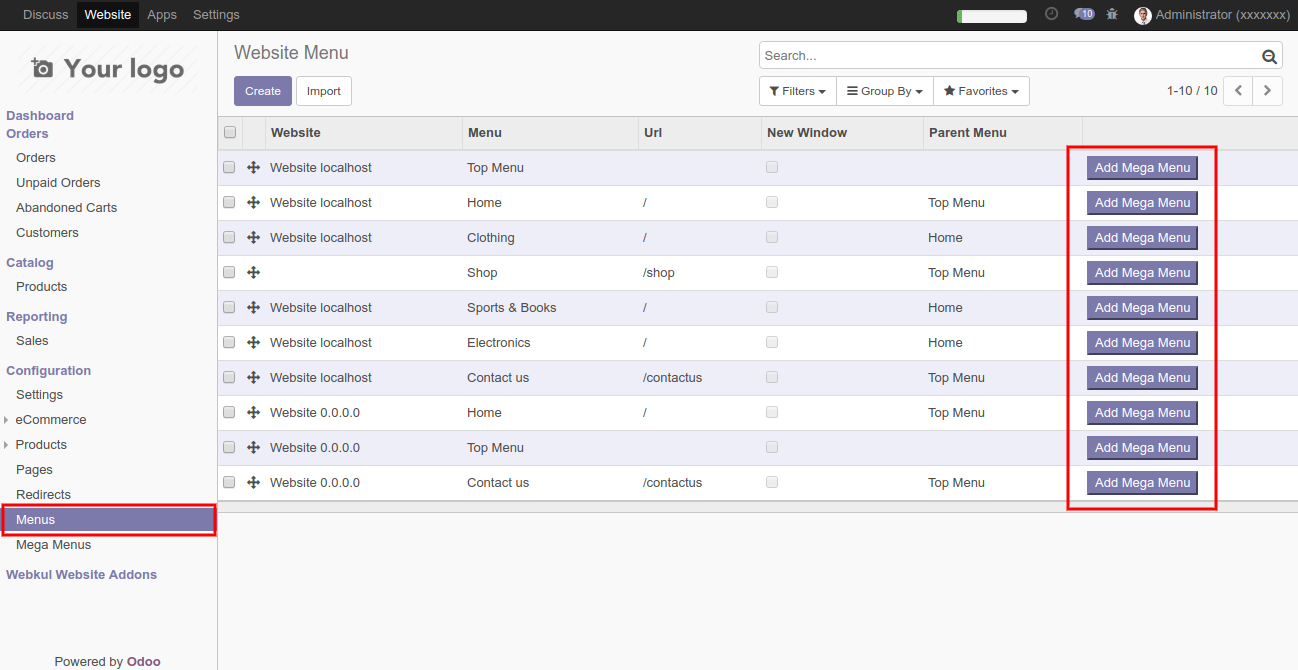 Discuss Website Apps Settings 10 Administrator (xxxxxxx)
Your logo
Dashboard
Orders
Orders
Unpaid Orders
Abandoned Carts
Customers
Catalog
Products
Reporting
Sales
Configuration
Settings
eCommerce
Products
Pages
Redirects
Menus
Mega Menus
Webkul Website Addons
Powered by Odoo
Website Menu
Search...
Create Import
Filters Group By Favorites 1-10 / 10
Website Menu Url New Window Parent Menu
Website localhost Top Menu Add Mega Menu
Website localhost Home / Top Menu Add Mega Menu
Website localhost Clothing / Home Add Mega Menu
Shop /shop Top Menu Add Mega Menu
Website localhost Sports & Books / Home Add Mega Menu
Website localhost Electronics / Home Add Mega Menu
Website localhost Contact us /contactus Top Menu Add Mega Menu
Website 0.0.0.0 Home / Top Menu Add Mega Menu
Website 0.0.0.0 Top Menu Add Mega Menu
Website 0.0.0.0 Contact us /contactus Top Menu Add Mega Menu